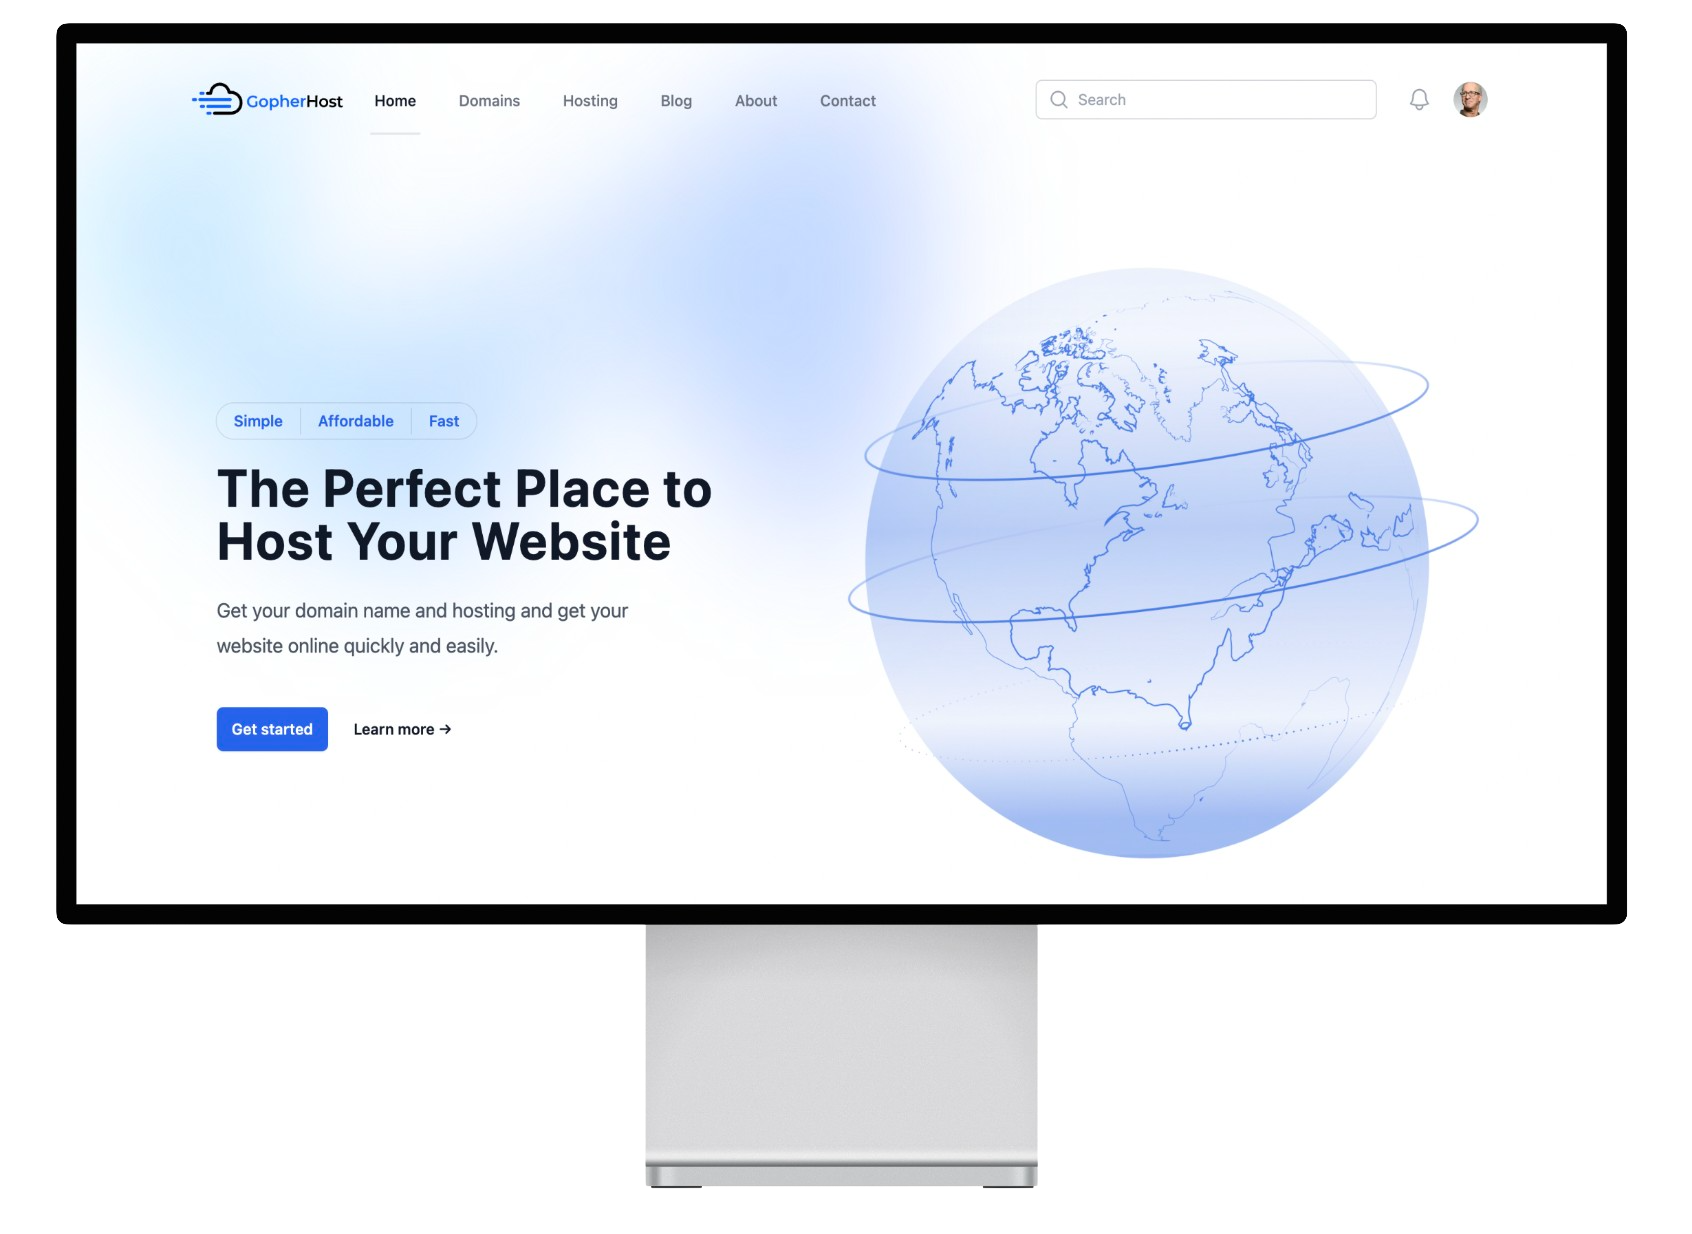 GopherHost
Home
Domains
Hosting
Blog
About
Contact
Search
Simple
Affordable
Fast
The Perfect Place to
Host Your Website
Get your domain name and hosting and get your
website online quickly and easily.
Get started
Learn more →